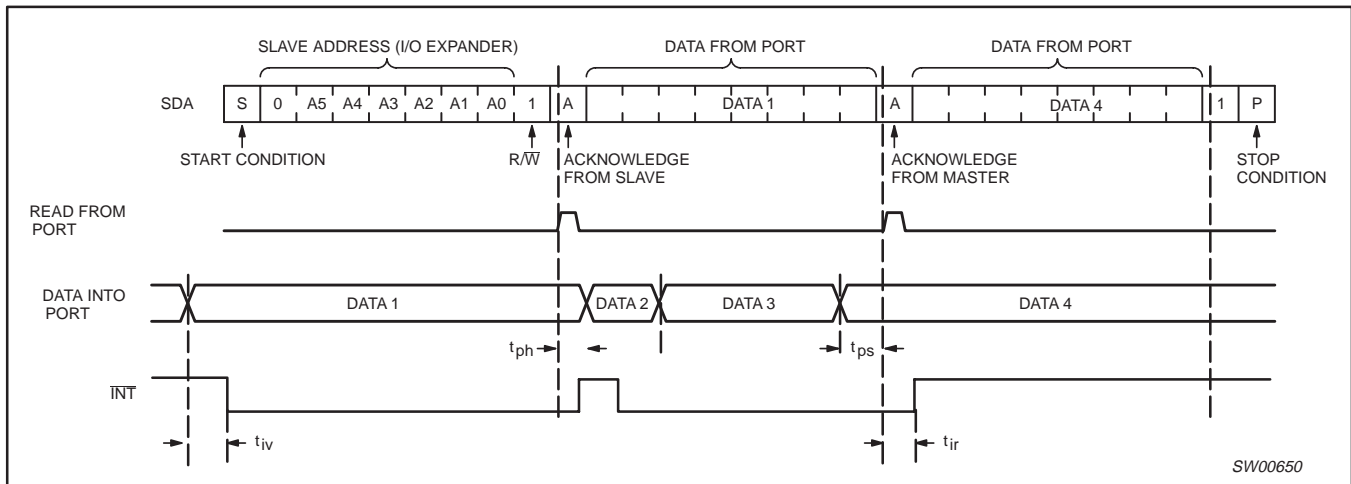 SLAVE ADDRESS (I/O EXPANDER) DATA FROM PORT DATA FROM PORT
SDA S 0 A5 A4 A3 A2 A1 A0 1 A DATA 1 A DATA 4 1 P
START CONDITION R/W̅ ACKNOWLEDGE FROM SLAVE ACKNOWLEDGE FROM MASTER STOP CONDITION
READ FROM
PORT
DATA INTO
PORT
DATA 1 DATA 2 DATA 3 DATA 4
tph tps
I̅N̅T̅
tiv tir
SW00650